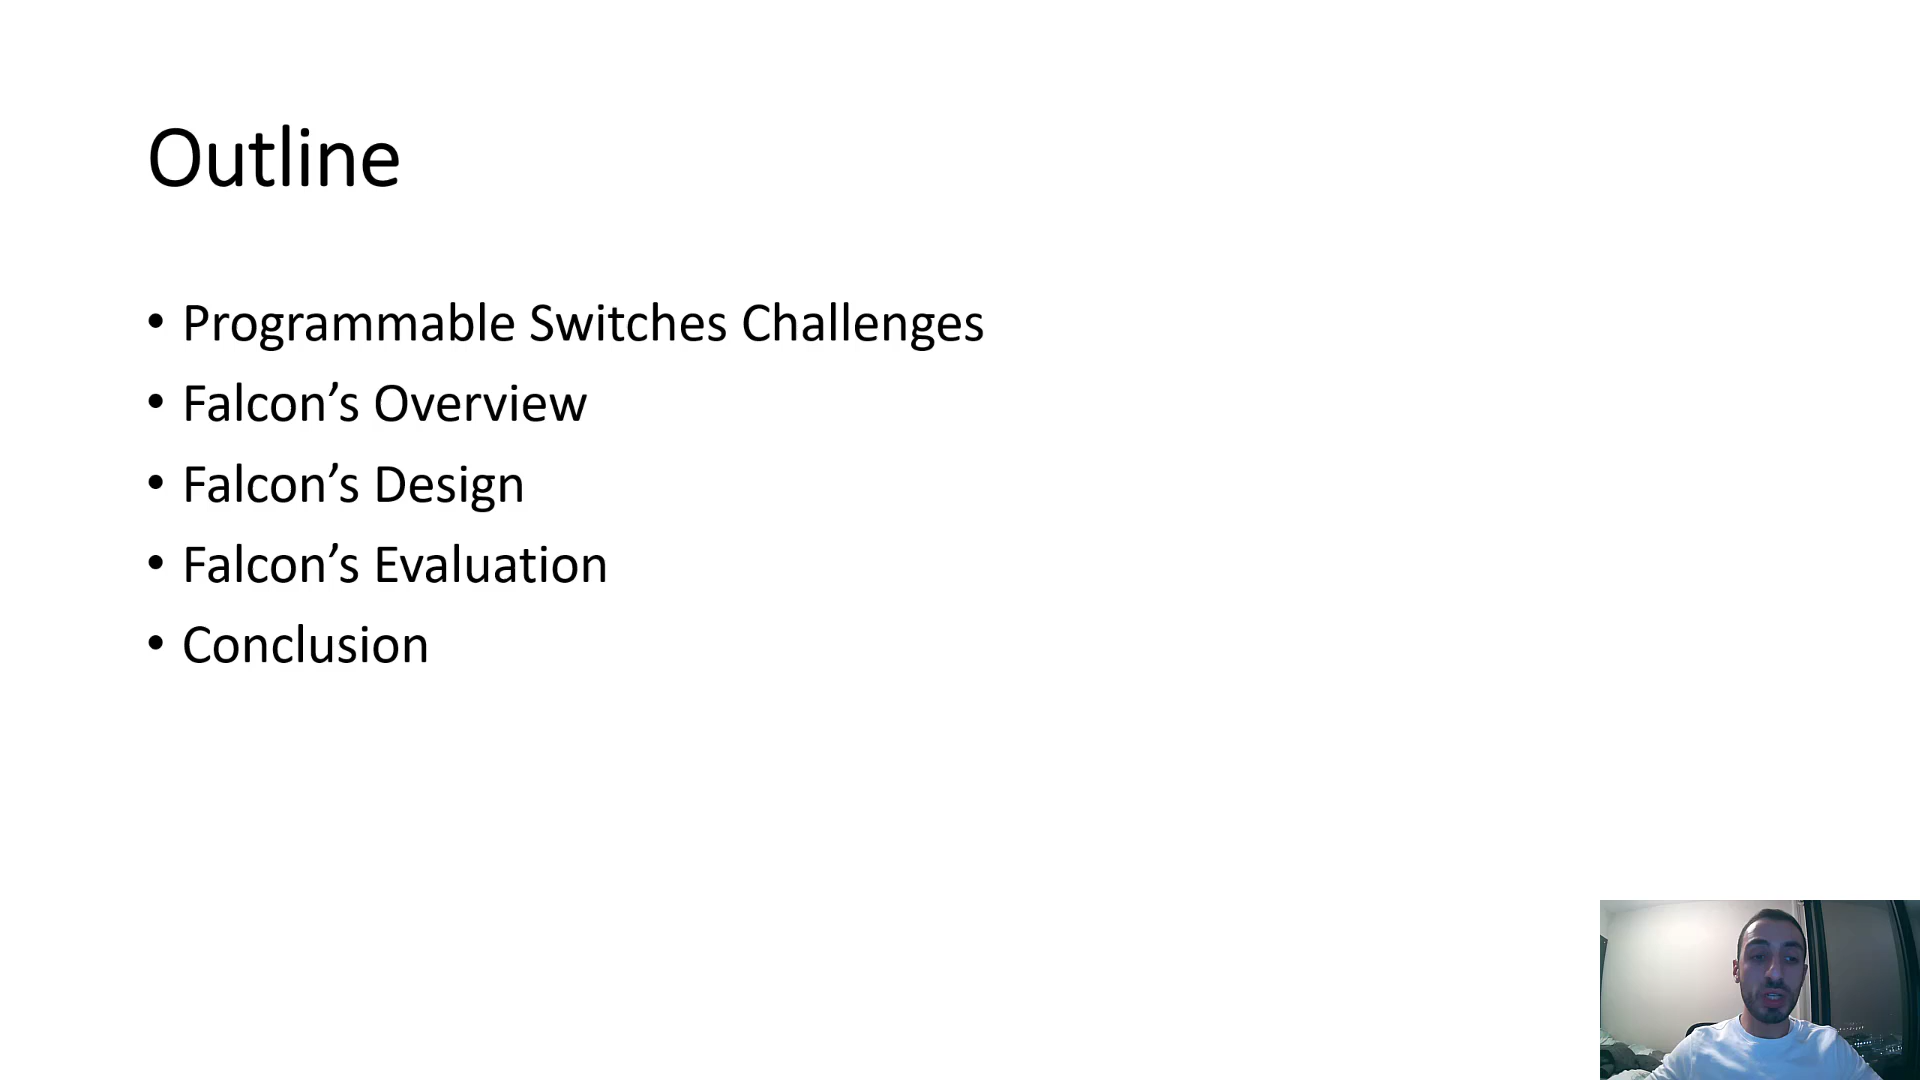 Outline
• Programmable Switches Challenges
• Falcon’s Overview
• Falcon’s Design
• Falcon’s Evaluation
• Conclusion